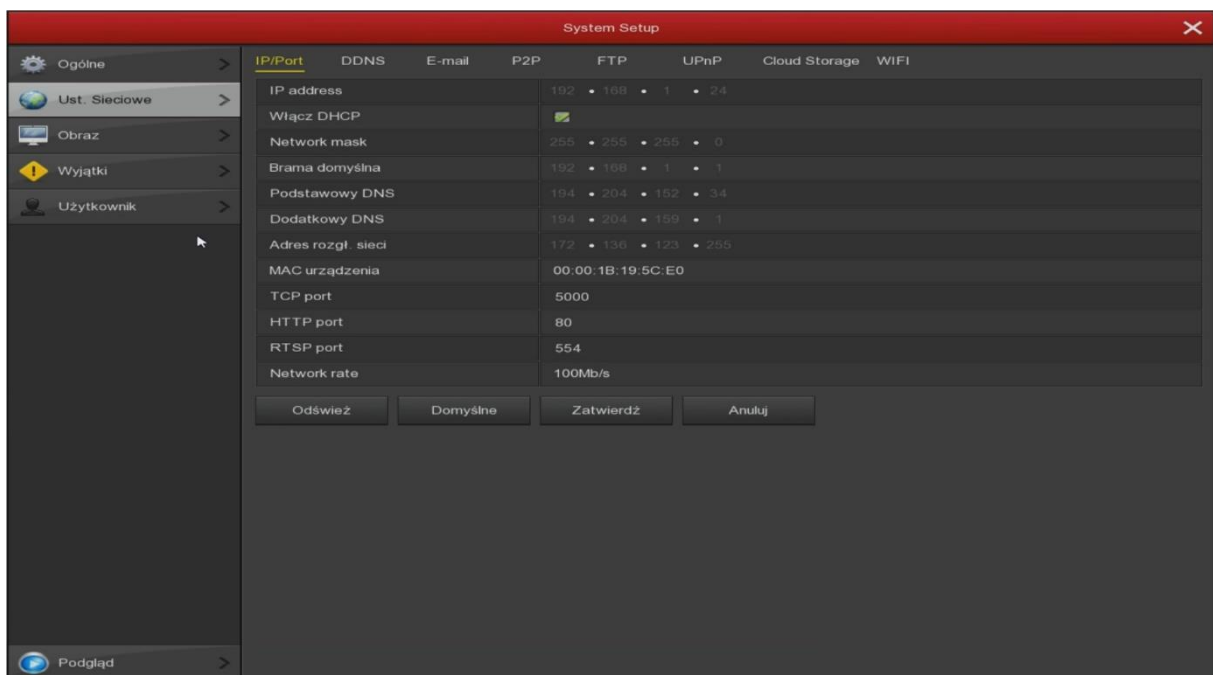 System Setup
Ogólne
Ust. Sieciowe
Obraz
Wyjątki
Użytkownik
Podgląd
IP/Port DDNS E-mail P2P FTP UPnP Cloud Storage WIFI
IP address 192 • 168 • 1 • 24
Włącz DHCP
Network mask 255 • 255 • 255 • 0
Brama domyślna 192 • 168 • 1 • 1
Podstawowy DNS 194 • 204 • 152 • 34
Dodatkowy DNS 194 • 204 • 159 • 1
Adres rozgł. sieci 172 • 136 • 123 • 255
MAC urządzenia 00:00:1B:19:5C:E0
TCP port 5000
HTTP port 80
RTSP port 554
Network rate 100Mb/s
Odśwież Domyślne Zatwierdż Anuluj